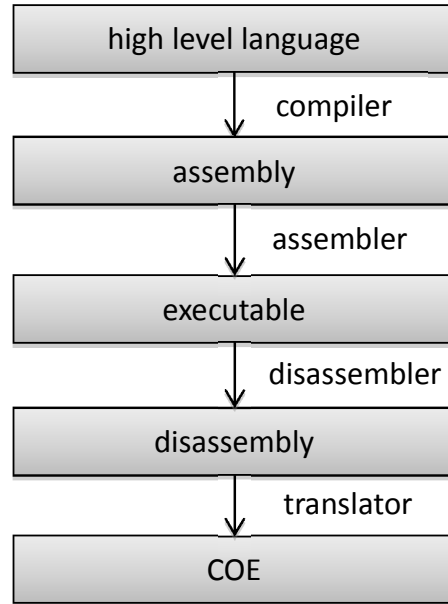 high level language
compiler
assembly
assembler
executable
disassembler
disassembly
translator
COE